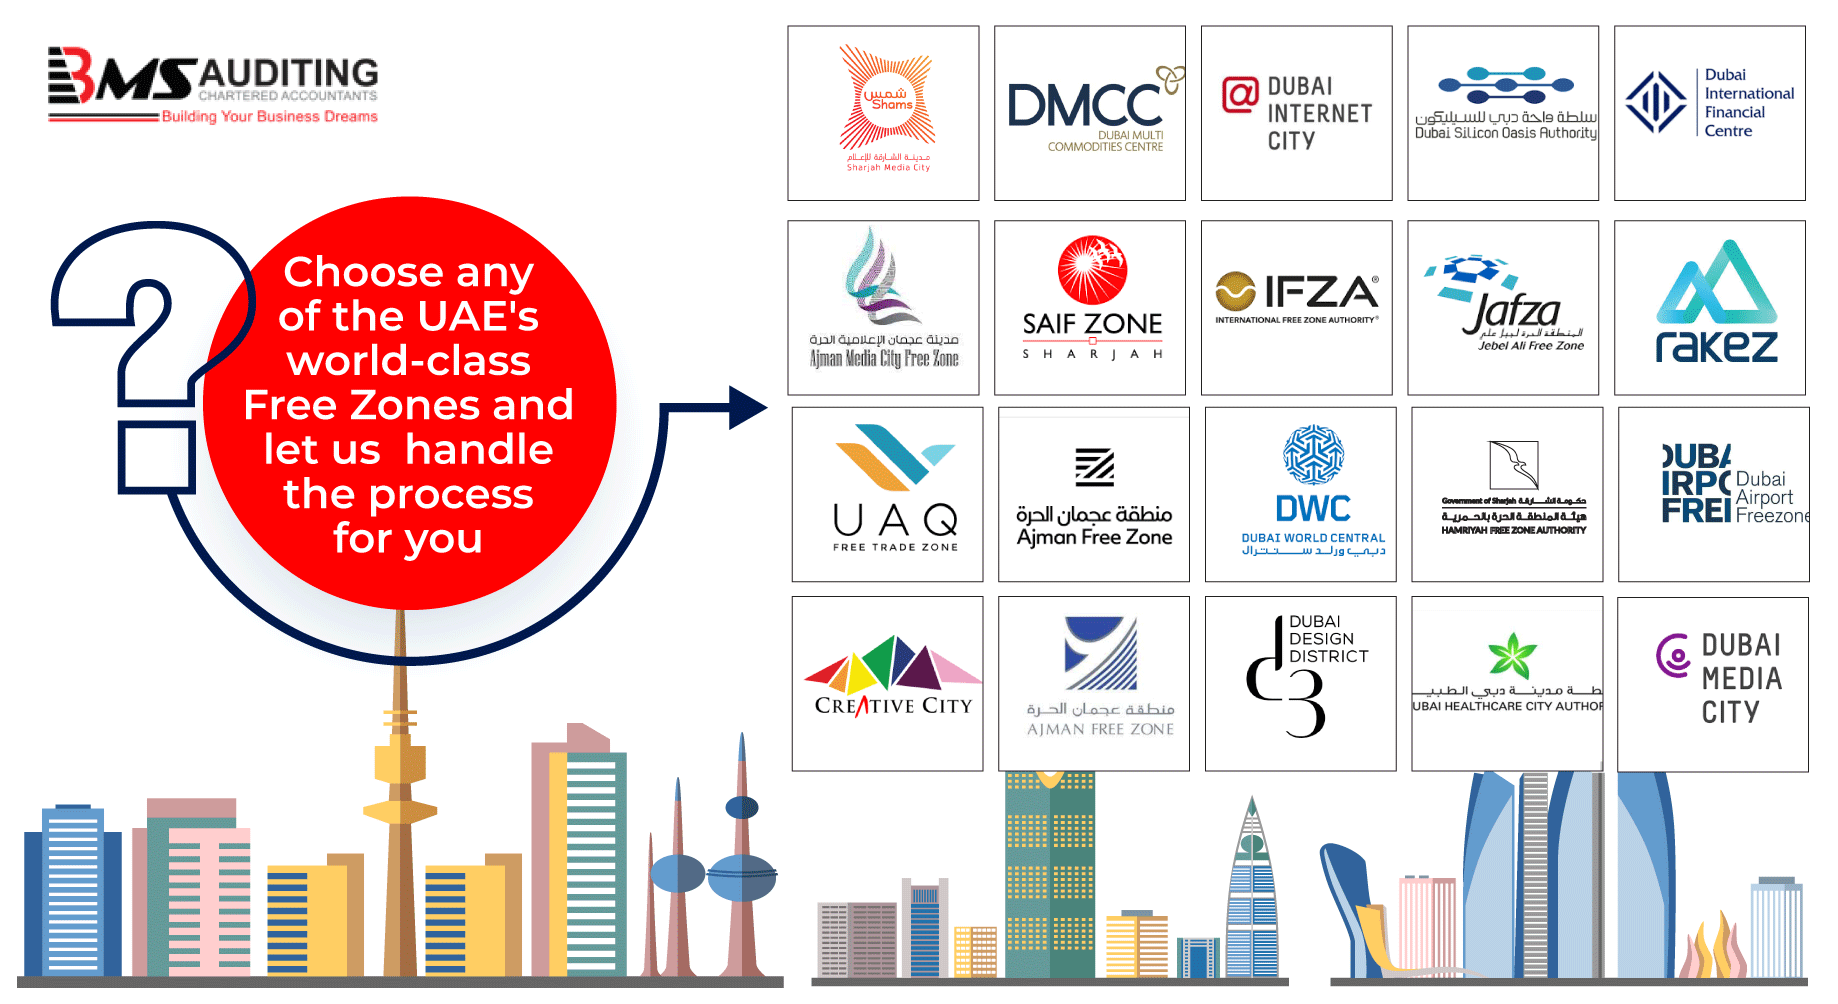 BMS AUDITING
CHARTERED ACCOUNTANTS
Building Your Business Dreams
Choose any
of the UAE's
world-class
Free Zones and
let us handle
the process
for you
شمس
Shams
مدينة الشارقة للإعلام
Sharjah Media City
DMCC
DUBAI MULTI
COMMODITIES CENTRE
@ DUBAI
INTERNET
CITY
سلطة واحة دبي للسيليكون
Dubai Silicon Oasis Authority
Dubai
International
Financial
Centre
مدينة عجمان الإعلامية الحرة
Ajman Media City Free Zone
SAIF ZONE
SHARJAH
IFZA®
INTERNATIONAL FREE ZONE AUTHORITY®
Jafza
المنطقة الحرة لجبل علي
Jebel Ali Free Zone
rakez
UAQ
FREE TRADE ZONE
منطقة عجمان الحرة
Ajman Free Zone
DWC
DUBAI WORLD CENTRAL
دبي ورلد سنترال
Government of Sharjah حكومة الشارقة
هيئة المنطقة الحرة بالحمرية
HAMRIYAH FREE ZONE AUTHORITY
DUBA
IRPO
FREI
Dubai
Airport
Freezone
CREATIVE CITY
منطقة عجمان الحرة
AJMAN FREE ZONE
DUBAI
DESIGN
DISTRICT
d3
طة مدينة دبي الطبي
UBAI HEALTHCARE CITY AUTHOR
DUBAI
MEDIA
CITY